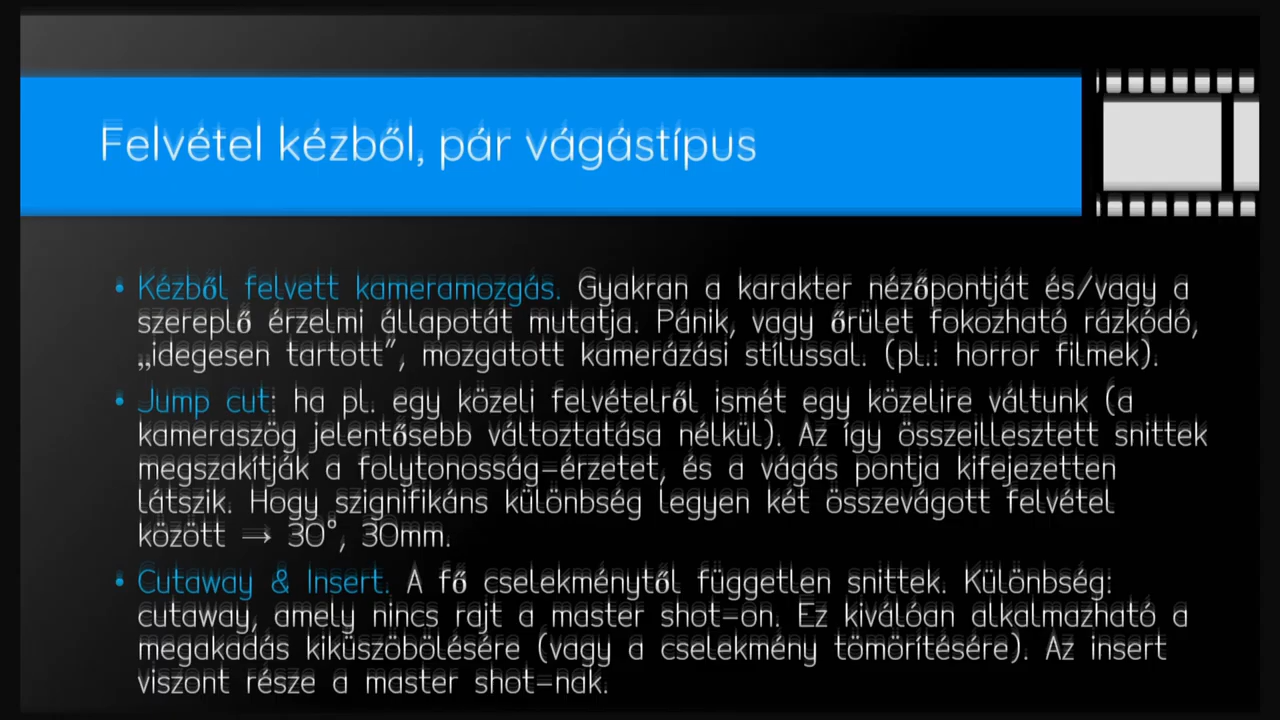 Felvétel kézből, pár vágástípus
• Kézből felvett kameramozgás. Gyakran a karakter nézőpontját és/vagy a
szereplő érzelmi állapotát mutatja. Pánik, vagy őrület fokozható rázkódó,
„idegesen tartott”, mozgatott kamerázási stílussal. (pl.: horror filmek).
• Jump cut: ha pl. egy közeli felvételről ismét egy közelire váltunk (a
kameraszög jelentősebb változtatása nélkül). Az így összeillesztett snittek
megszakítják a folytonosság-érzetet, és a vágás pontja kifejezetten
látszik. Hogy szignifikáns különbség legyen két összevágott felvétel
között → 30°, 30mm.
• Cutaway & Insert. A fő cselekménytől független snittek. Különbség:
cutaway, amely nincs rajt a master shot-on. Ez kiválóan alkalmazható a
megakadás kiküszöbölésére (vagy a cselekmény tömörítésére). Az insert
viszont része a master shot-nak.